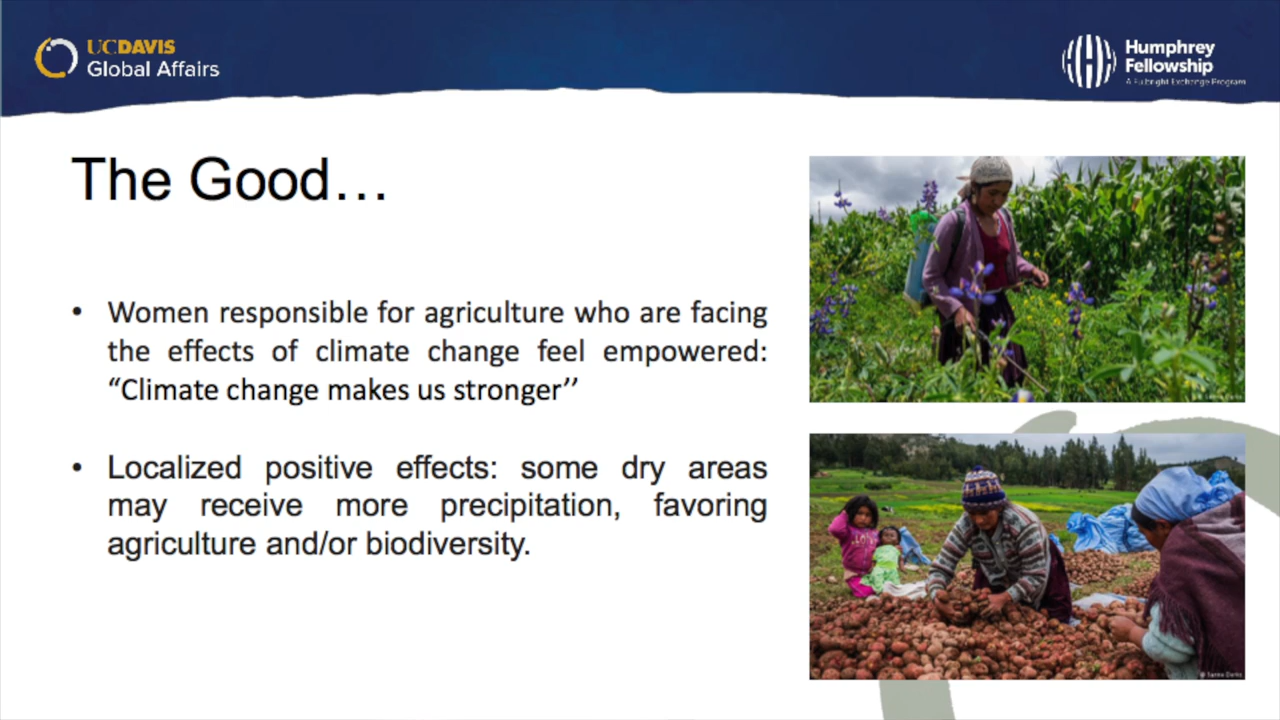 UCDAVIS
Global Affairs
Humphrey
Fellowship
A Fulbright Exchange Program
The Good…
• Women responsible for agriculture who are facing
the effects of climate change feel empowered:
“Climate change makes us stronger’’
• Localized positive effects: some dry areas
may receive more precipitation, favoring
agriculture and/or biodiversity.